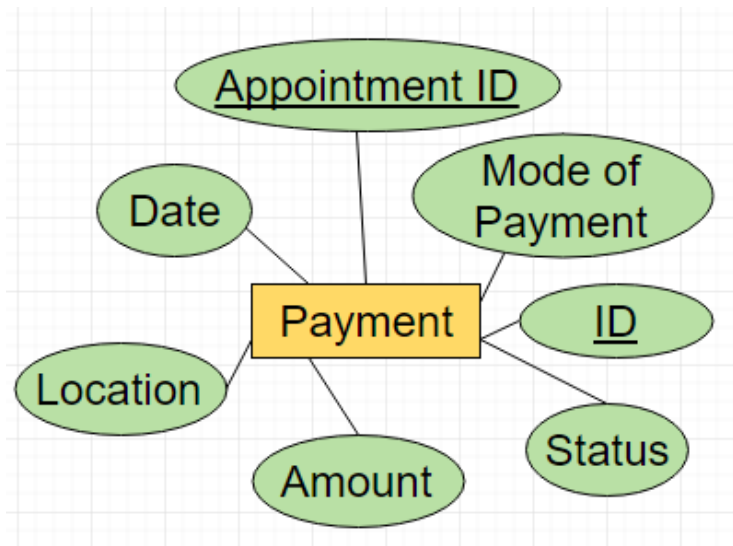 Appointment ID
Mode of
Payment
Date
Payment
ID
Location
Status
Amount